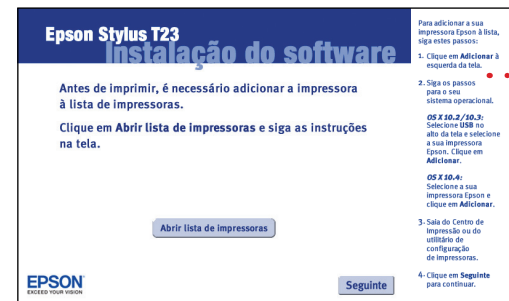 Epson Stylus T23
Instalação do software
Antes de imprimir, é necessário adicionar a impressora
à lista de impressoras.
Clique em Abrir lista de impressoras e siga as instruções
na tela.
Abrir lista de impressoras
EPSON
EXCEED YOUR VISION
Seguinte
Para adicionar a sua
impressora Epson à lista,
siga estes passos:
1. Clique em Adicionar à
esquerda da tela.
2. Siga os passos
para o seu
sistema operacional.
OS X 10.2/10.3:
Selecione USB no
alto da tela e selecione
a sua impressora
Epson. Clique em
Adicionar.
OS X 10.4:
Selecione a sua
impressora Epson e
clique em Adicionar.
3. Saia do Centro de
Impressão ou do
utilitário de
configuração
de impressoras.
4. Clique em Seguinte
para continuar.